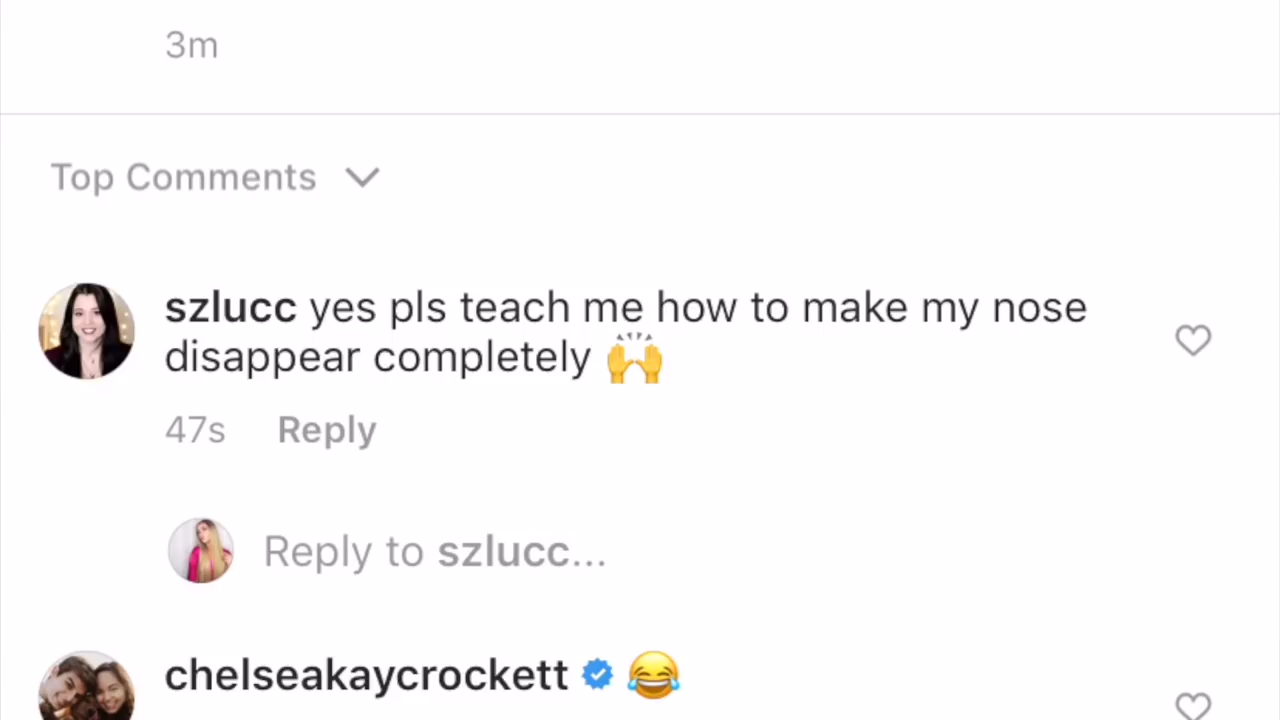 3m
Top Comments
szlucc yes pls teach me how to make my nose
disappear completely 🙌
47s Reply
Reply to szlucc...
chelseakaycrockett 😂